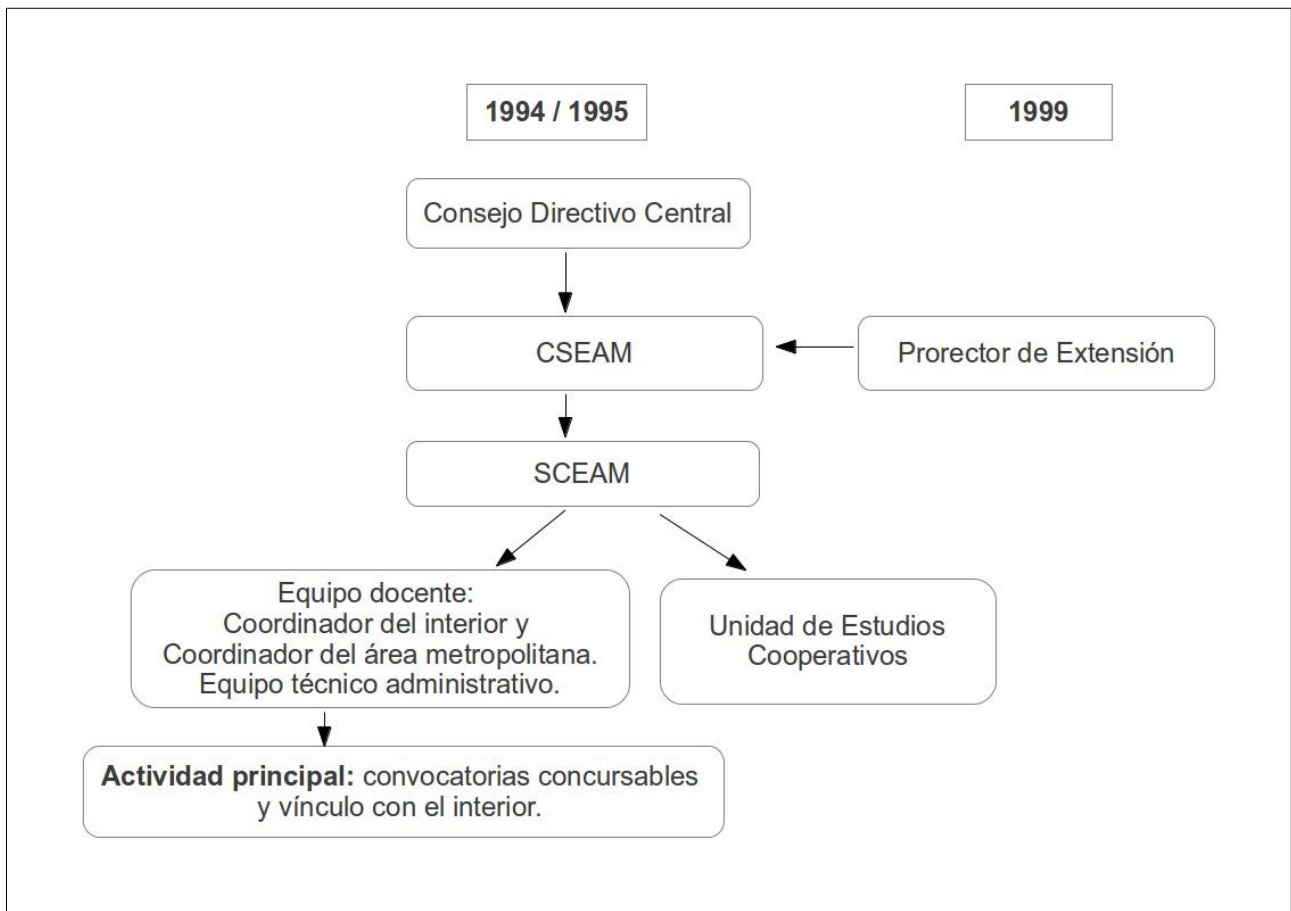 1994 / 1995
1999
Consejo Directivo Central
CSEAM
Prorector de Extensión
SCEAM
Equipo docente:
Coordinador del interior y
Coordinador del área metropolitana.
Equipo técnico administrativo.
Unidad de Estudios
Cooperativos
Actividad principal: convocatorias concursables
y vínculo con el interior.